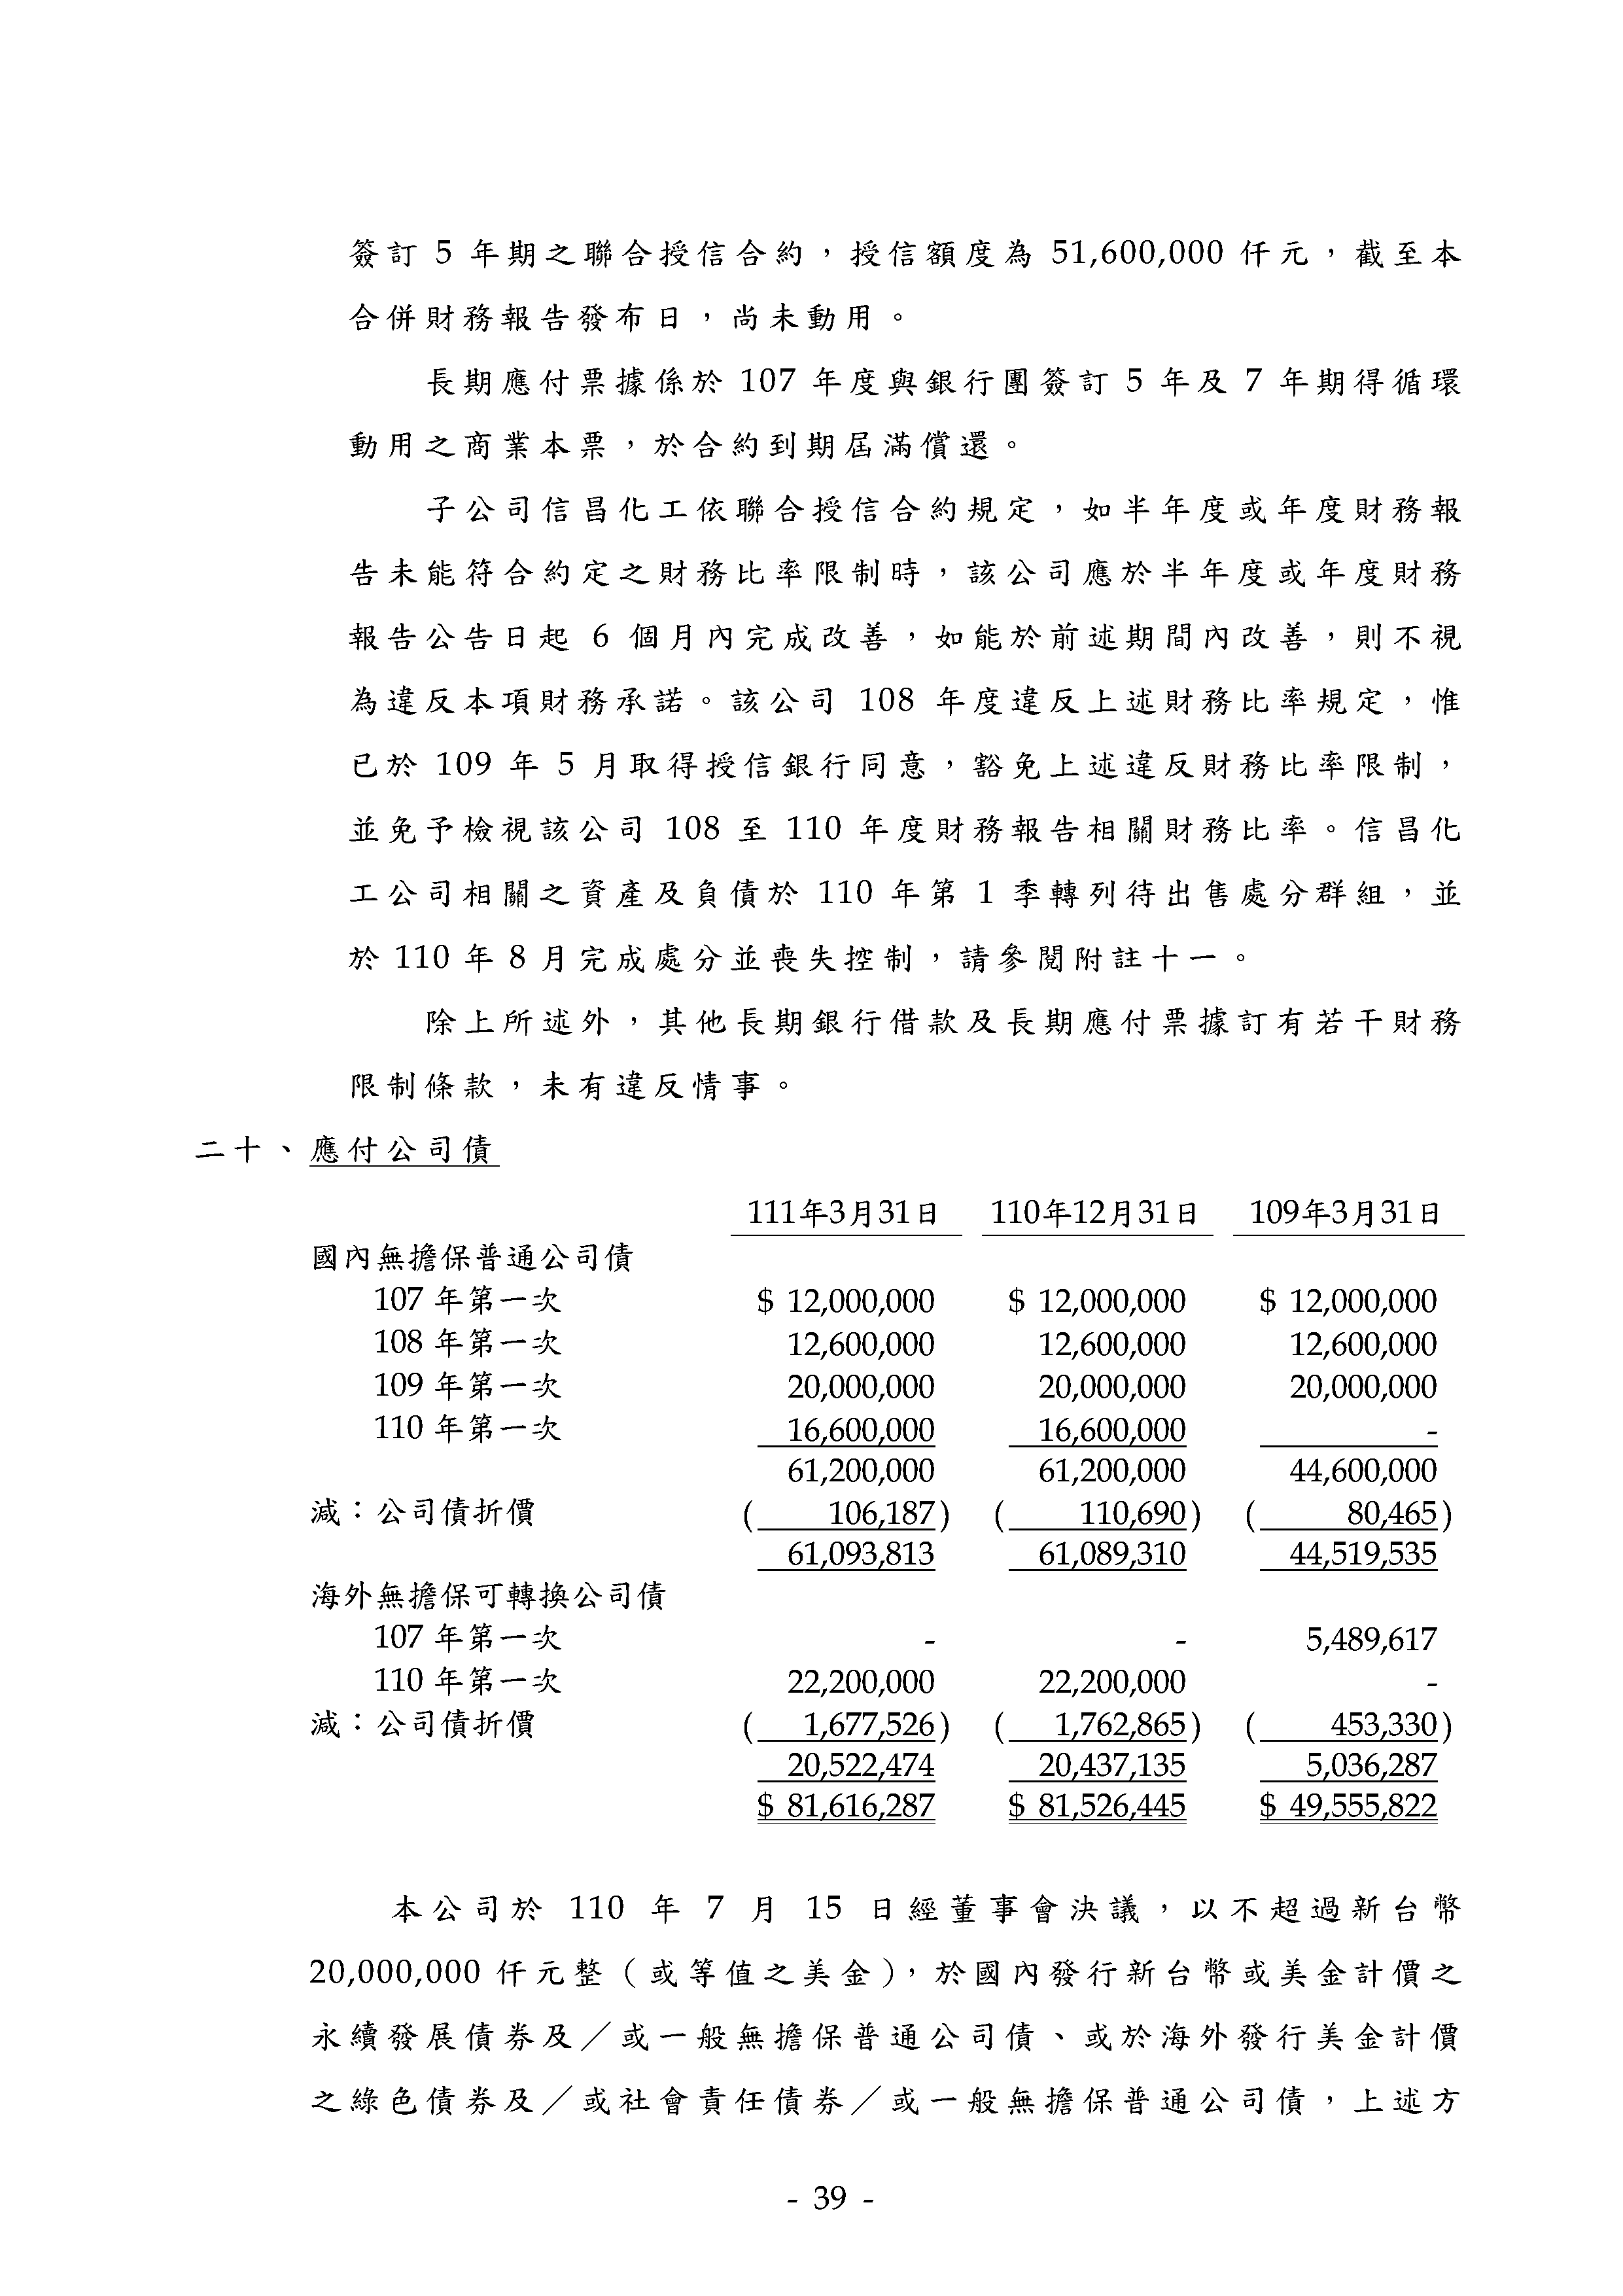 簽訂 5 年期之聯合授信合約，授信額度為 51,600,000 仟元，截至本
合併財務報告發布日，尚未動用。
長期應付票據係於 107 年度與銀行團簽訂 5 年及 7 年期得循環
動用之商業本票，於合約到期屆滿償還。
子公司信昌化工依聯合授信合約規定，如半年度或年度財務報
告未能符合約定之財務比率限制時，該公司應於半年度或年度財務
報告公告日起 6 個月內完成改善，如能於前述期間內改善，則不視
為違反本項財務承諾。該公司 108 年度違反上述財務比率規定，惟
已於 109 年 5 月取得授信銀行同意，豁免上述違反財務比率限制，
並免予檢視該公司 108 至 110 年度財務報告相關財務比率。信昌化
工公司相關之資產及負債於 110 年第 1 季轉列待出售處分群組，並
於 110 年 8 月完成處分並喪失控制，請參閱附註十一。
除上所述外，其他長期銀行借款及長期應付票據訂有若干財務
限制條款，未有違反情事。
二十、應付公司債
111年3月31日 110年12月31日 109年3月31日
國內無擔保普通公司債
107 年第一次 $ 12,000,000 $ 12,000,000 $ 12,000,000
108 年第一次 12,600,000 12,600,000 12,600,000
109 年第一次 20,000,000 20,000,000 20,000,000
110 年第一次 16,600,000 16,600,000 -
61,200,000 61,200,000 44,600,000
減：公司債折價 ( 106,187) ( 110,690) ( 80,465)
61,093,813 61,089,310 44,519,535
海外無擔保可轉換公司債
107 年第一次 - - 5,489,617
110 年第一次 22,200,000 22,200,000 -
減：公司債折價 ( 1,677,526) ( 1,762,865) ( 453,330)
20,522,474 20,437,135 5,036,287
$ 81,616,287 $ 81,526,445 $ 49,555,822
本公司於 110 年 7 月 15 日經董事會決議，以不超過新台幣
20,000,000 仟元整（或等值之美金），於國內發行新台幣或美金計價之
永續發展債券及／或一般無擔保普通公司債、或於海外發行美金計價
之綠色債券及／或社會責任債券／或一般無擔保普通公司債，上述方
- 39 -